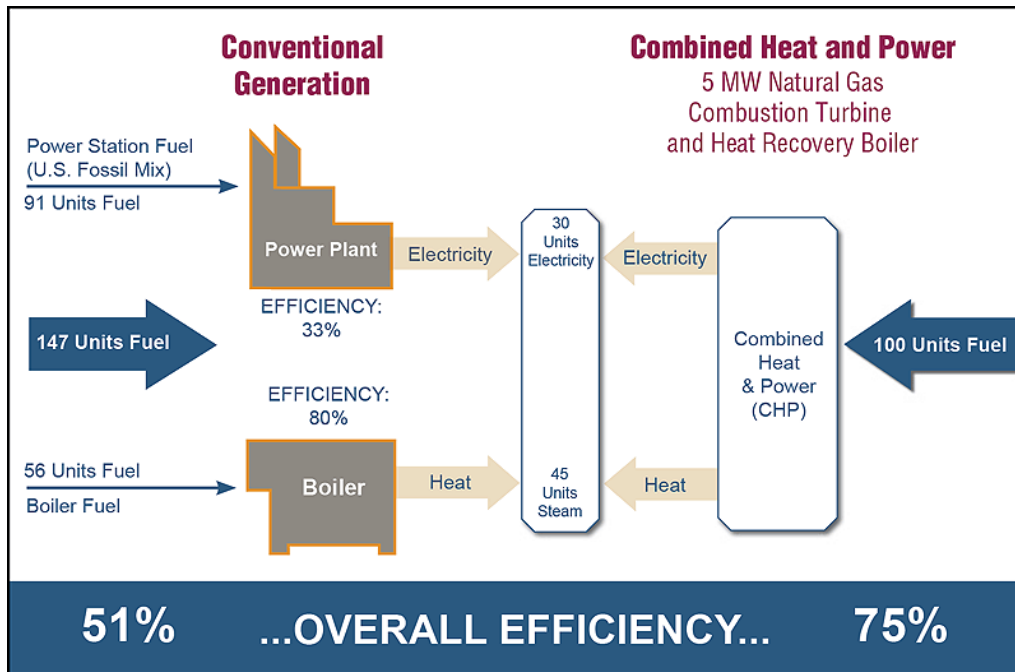 Conventional
Generation
Combined Heat and Power
5 MW Natural Gas
Combustion Turbine
and Heat Recovery Boiler
Power Station Fuel
(U.S. Fossil Mix)
91 Units Fuel
Power Plant
EFFICIENCY:
33%
147 Units Fuel
EFFICIENCY:
80%
56 Units Fuel
Boiler Fuel
Boiler
Electricity
Heat
30
Units
Electricity
45
Units
Steam
Electricity
Heat
Combined
Heat
& Power
(CHP)
100 Units Fuel
51%
...OVERALL EFFICIENCY...
75%